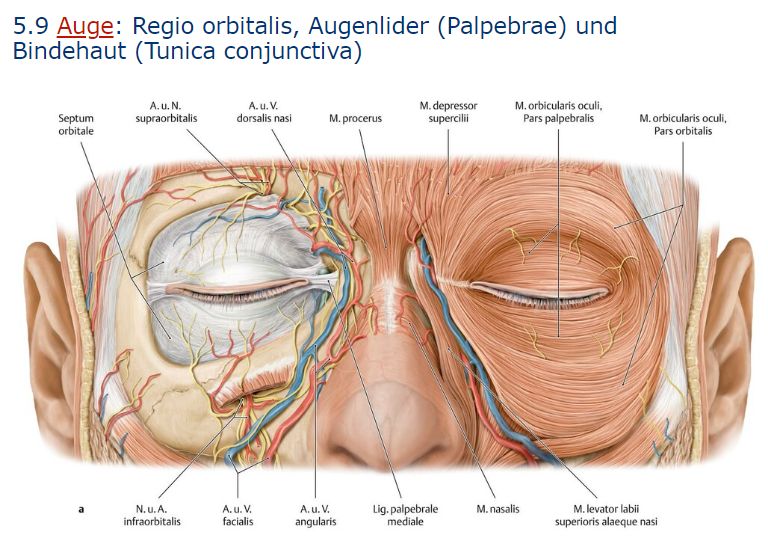 5.9 Auge: Regio orbitalis, Augenlider (Palpebrae) und
Bindehaut (Tunica conjunctiva)
Septum
orbitale
A. u. N.
supraorbitalis
A. u. V.
dorsalis nasi
M. procerus
M. depressor
supercilii
M. orbicularis oculi,
Pars palpebralis
M. orbicularis oculi,
Pars orbitalis
a
N. u. A.
infraorbitalis
A. u. V.
facialis
A. u. V.
angularis
Lig. palpebrale
mediale
M. nasalis
M. levator labii
superioris alaeque nasi